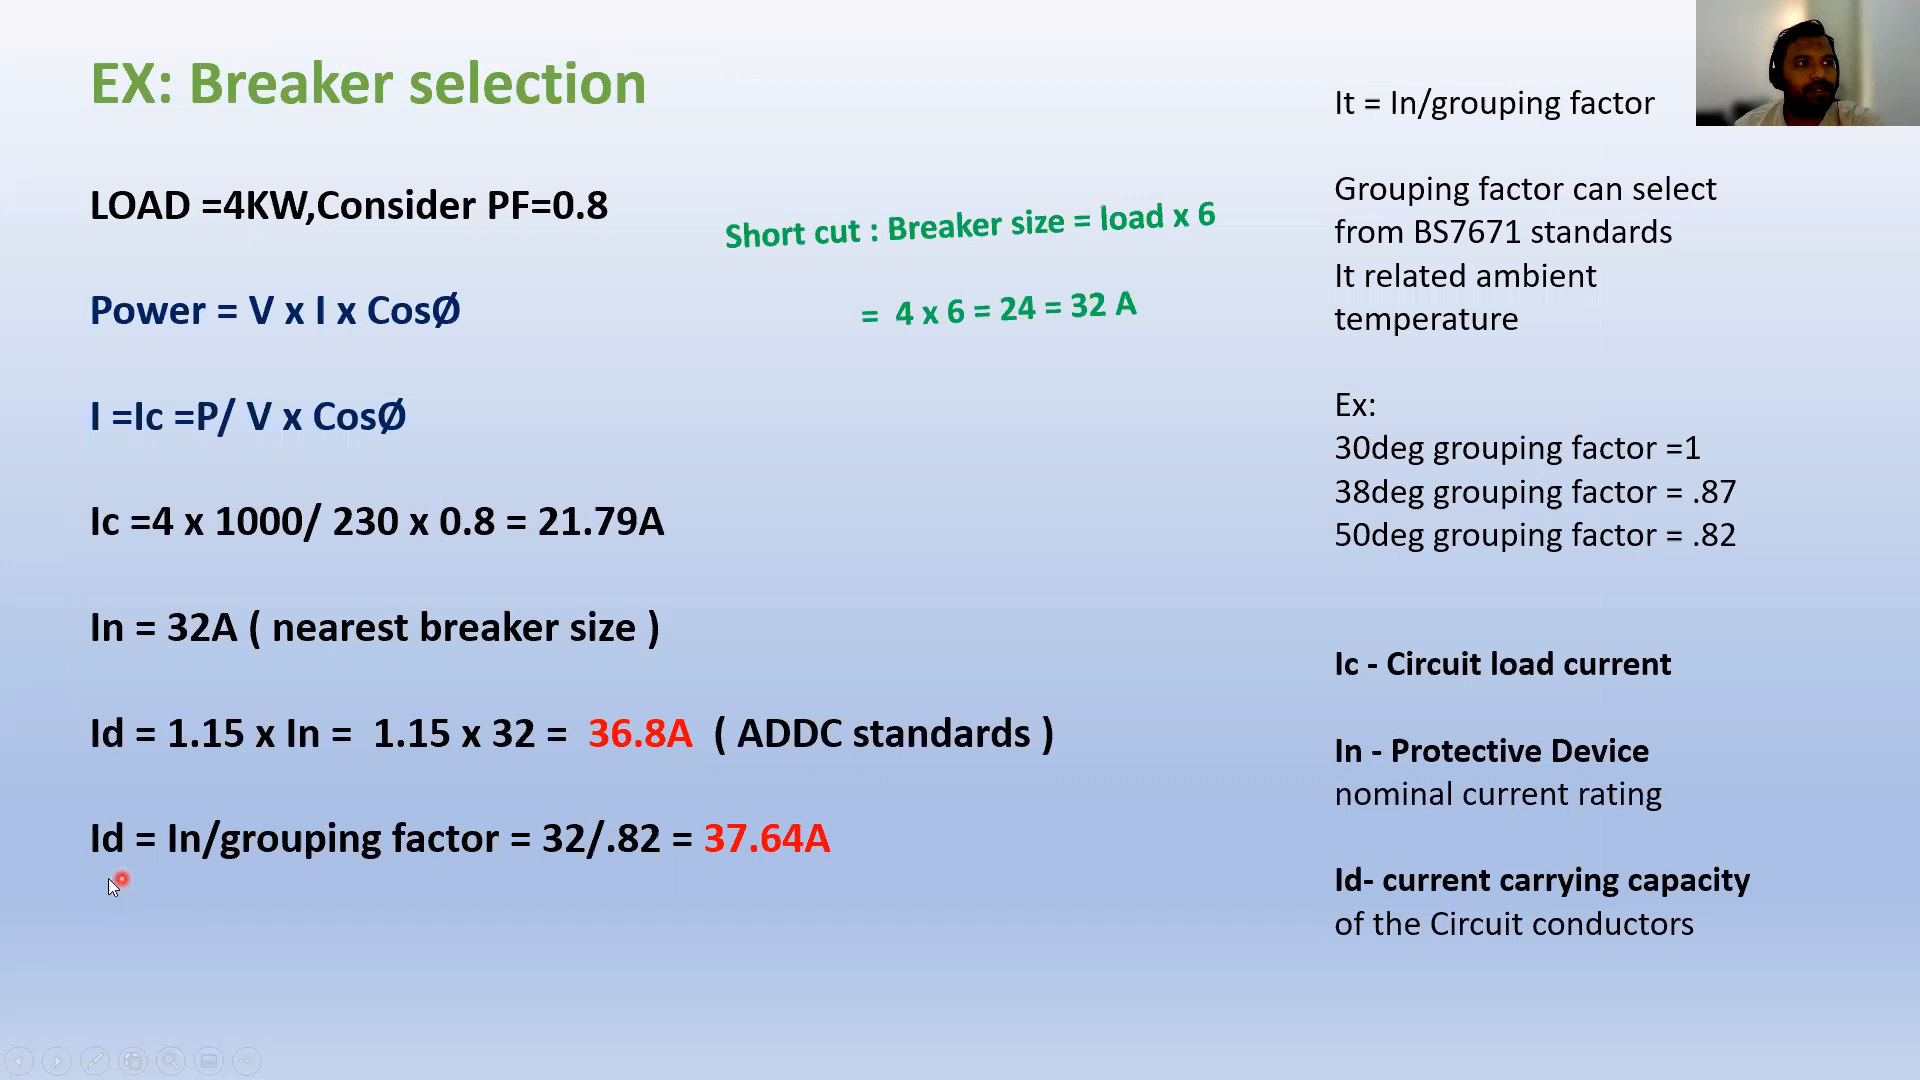 EX: Breaker selection
LOAD =4KW,Consider PF=0.8
Power = V x I x CosØ
I =Ic =P/ V x CosØ
Ic =4 x 1000/ 230 x 0.8 = 21.79A
In = 32A ( nearest breaker size )
Id = 1.15 x In =  1.15 x 32 =  36.8A  ( ADDC standards )
Id = In/grouping factor = 32/.82 = 37.64A
Short cut : Breaker size = load x 6
=  4 x 6 = 24 = 32 A
It = In/grouping factor
Grouping factor can select
from BS7671 standards
It related ambient
temperature
Ex:
30deg grouping factor =1
38deg grouping factor = .87
50deg grouping factor = .82
Ic - Circuit load current
In - Protective Device
nominal current rating
Id- current carrying capacity
of the Circuit conductors